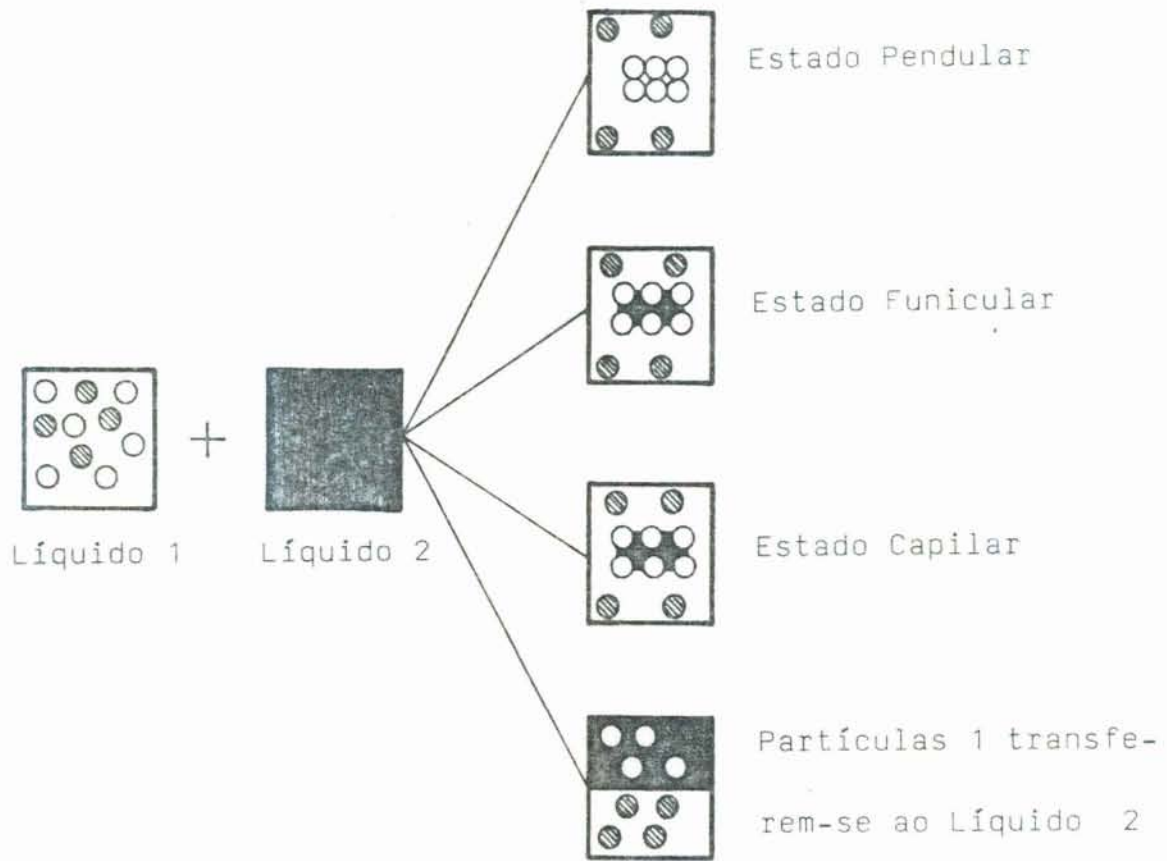 Estado Pendular
Estado Funicular
+
Líquido 1
Líquido 2
Estado Capilar
Partículas 1 transfe-
rem-se ao Líquido 2